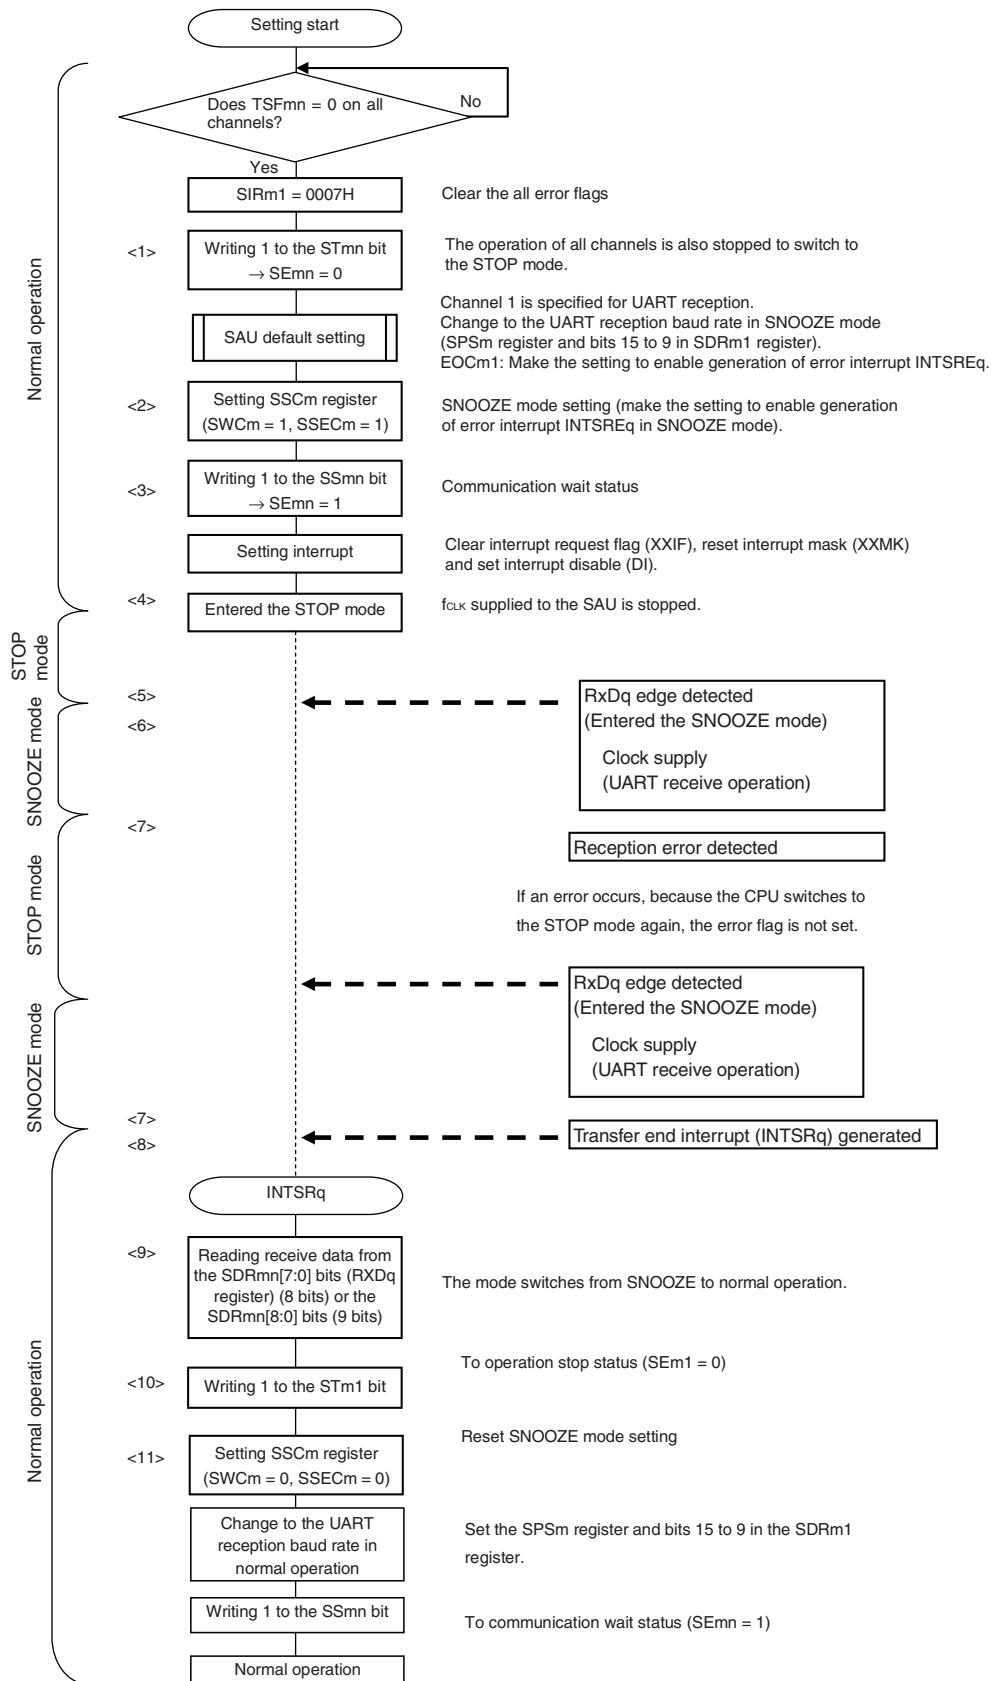 Setting start
Does TSFmn = 0 on all
channels?
No
Yes
SIRm1 = 0007H
Clear the all error flags
<1>
Writing 1 to the STmn bit
→ SEmn = 0
The operation of all channels is also stopped to switch to
the STOP mode.
SAU default setting
Channel 1 is specified for UART reception.
Change to the UART reception baud rate in SNOOZE mode
(SPSm register and bits 15 to 9 in SDRm1 register).
EOCm1: Make the setting to enable generation of error interrupt INTSREq.
Normal operation
<2>
Setting SSCm register
(SWCm = 1, SSECm = 1)
SNOOZE mode setting (make the setting to enable generation
of error interrupt INTSREq in SNOOZE mode).
<3>
Writing 1 to the SSmn bit
→ SEmn = 1
Communication wait status
Setting interrupt
Clear interrupt request flag (XXIF), reset interrupt mask (XXMK)
and set interrupt disable (DI).
<4>
Entered the STOP mode
fCLK supplied to the SAU is stopped.
STOP
mode
<5>
RxDq edge detected
(Entered the SNOOZE mode)
<6>
Clock supply
(UART receive operation)
SNOOZE mode
<7>
Reception error detected
STOP mode
If an error occurs, because the CPU switches to
the STOP mode again, the error flag is not set.
RxDq edge detected
(Entered the SNOOZE mode)
Clock supply
(UART receive operation)
SNOOZE mode
<7>
<8>
Transfer end interrupt (INTSRq) generated
INTSRq
<9>
Reading receive data from
the SDRmn[7:0] bits (RXDq
register) (8 bits) or the
SDRmn[8:0] bits (9 bits)
The mode switches from SNOOZE to normal operation.
To operation stop status (SEm1 = 0)
<10>
Writing 1 to the STm1 bit
Normal operation
Reset SNOOZE mode setting
<11>
Setting SSCm register
(SWCm = 0, SSECm = 0)
Change to the UART
reception baud rate in
normal operation
Set the SPSm register and bits 15 to 9 in the SDRm1
register.
Writing 1 to the SSmn bit
To communication wait status (SEmn = 1)
Normal operation